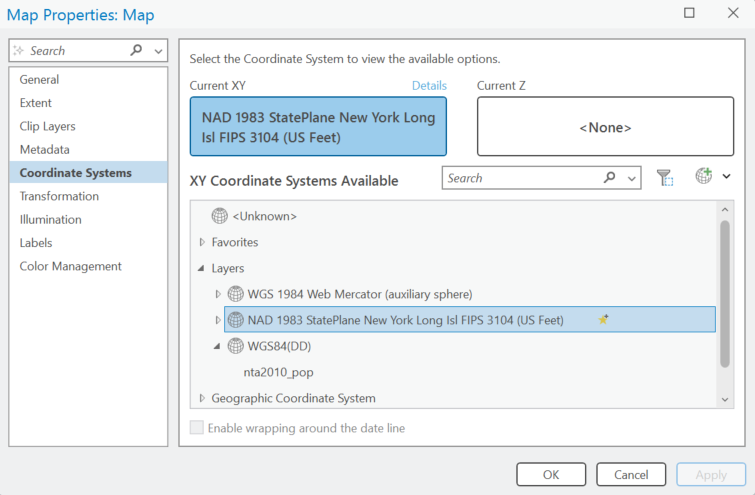 Map Properties: Map
Search
General
Extent
Clip Layers
Metadata
Coordinate Systems
Transformation
Illumination
Labels
Color Management
Select the Coordinate System to view the available options.
Current XY Details Current Z
NAD 1983 StatePlane New York Long
Isl FIPS 3104 (US Feet)
<None>
XY Coordinate Systems Available Search
<Unknown>
Favorites
Layers
WGS 1984 Web Mercator (auxiliary sphere)
NAD 1983 StatePlane New York Long Isl FIPS 3104 (US Feet)
WGS84(DD)
nta2010_pop
Geographic Coordinate System
Enable wrapping around the date line
OK Cancel Apply